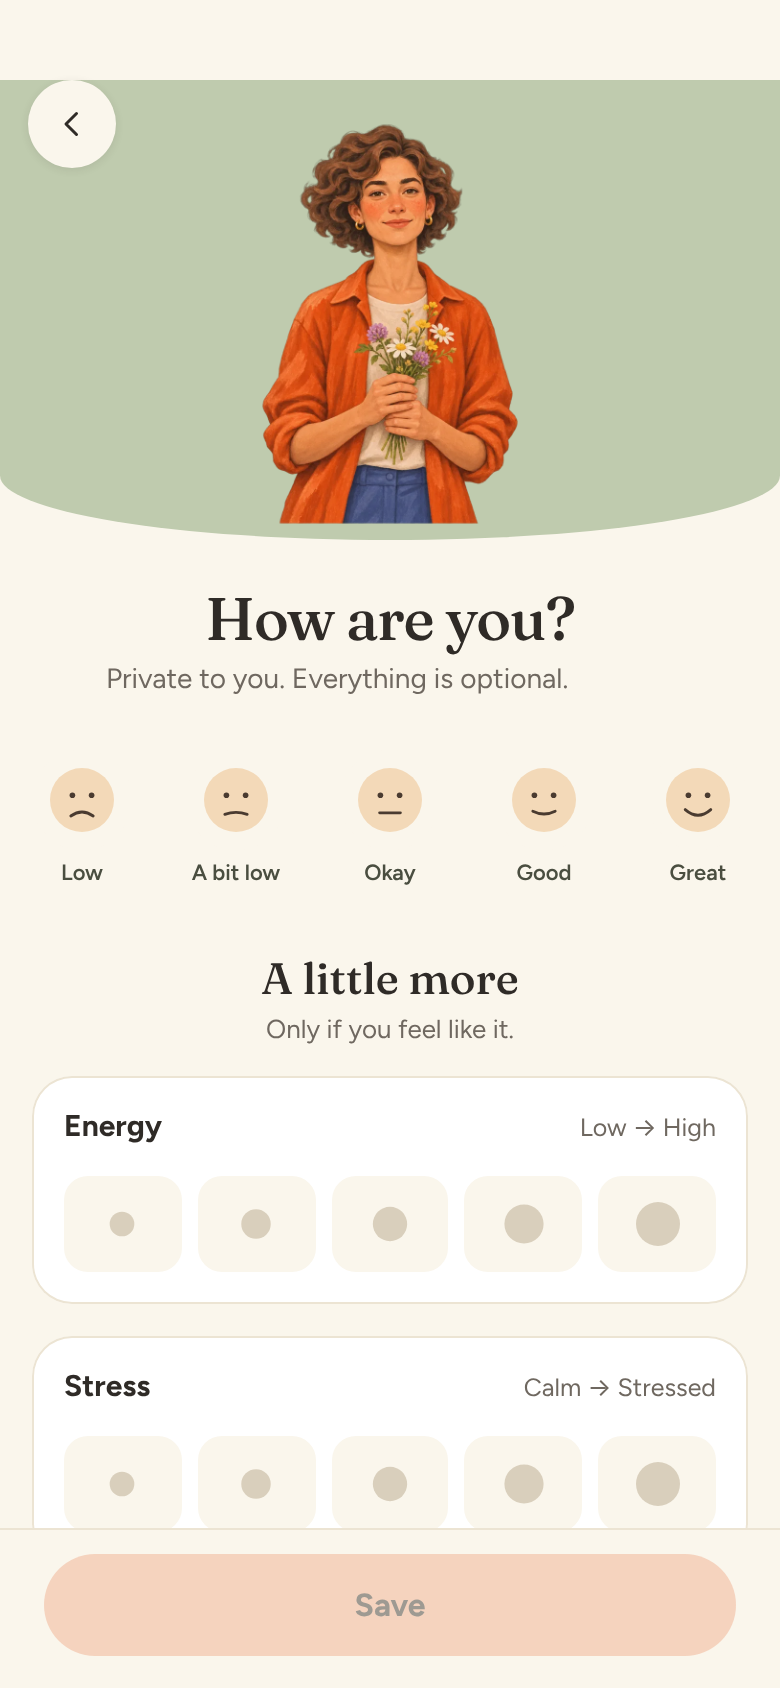 How are you?
Private to you. Everything is optional.
Low
A bit low
Okay
Good
Great
A little more
Only if you feel like it.
Energy
Low → High
Stress
Calm → Stressed
Save